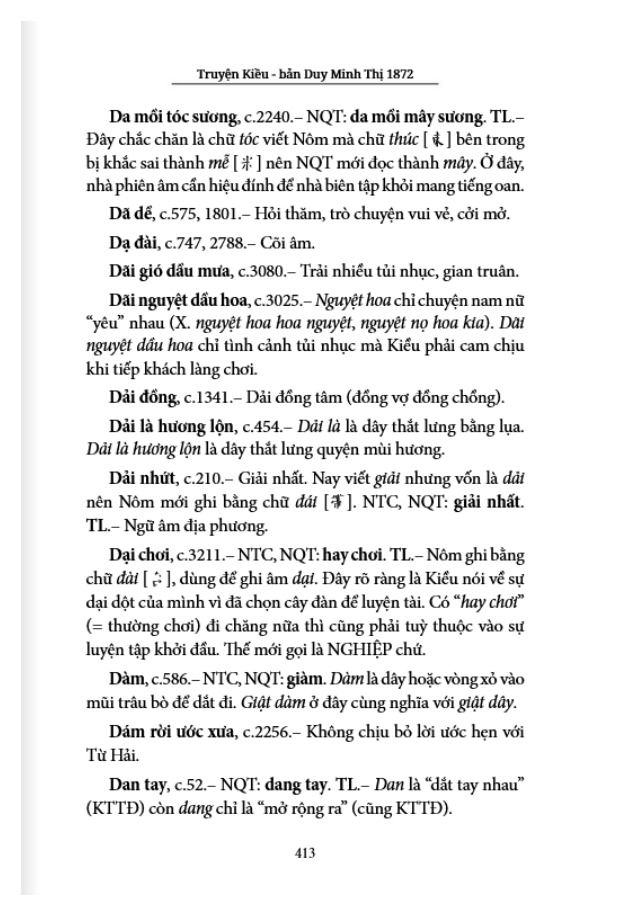 Truyện Kiều - bản Duy Minh Thị 1872
Da mồi tóc sương, c.2240.– NQT: da mồi mây sương. TL.–
Đây chắc chăn là chữ tóc viết Nôm mà chữ thúc [ ] bên trong
bị khắc sai thành mễ [ ] nên NQT mới đọc thành mây. Ở đây,
nhà phiên âm cần hiệu đính để nhà biên tập khỏi mang tiếng oan.
Dã dề, c.575, 1801.– Hỏi thăm, trò chuyện vui vẻ, cởi mở.
Dạ đài, c.747, 2788.– Cõi âm.
Dãi gió dầu mưa, c.3080.– Trải nhiều tủi nhục, gian truân.
Dãi nguyệt dầu hoa, c.3025.– Nguyệt hoa chỉ chuyện nam nữ
“yêu” nhau (X. nguyệt hoa hoa nguyệt, nguyệt nọ hoa kia). Dãi
nguyệt dầu hoa chỉ tình cảnh tủi nhục mà Kiều phải cam chịu
khi tiếp khách làng chơi.
Dải đồng, c.1341.– Dải đồng tâm (đồng vợ đồng chồng).
Dải là hương lộn, c.454.– Dải là là dây thắt lưng bằng lụa.
Dải là hương lộn là dây thắt lưng quyện mùi hương.
Dải nhứt, c.210.– Giải nhất. Nay viết giải nhưng vốn là dải
nên Nôm mới ghi bằng chữ đái [ ]. NTC, NQT: giải nhất.
TL.– Ngữ âm địa phương.
Dại chơi, c.3211.– NTC, NQT: hay chơi. TL.– Nôm ghi bằng
chữ đài [ ], dùng để ghi âm dại. Đây rõ ràng là Kiều nói về sự
dại dột của mình vì đã chọn cây đàn để luyện tài. Có “hay chơi”
(= thường chơi) đi chăng nữa thì cũng phải tuỳ thuộc vào sự
luyện tập khởi đầu. Thế mới gọi là NGHIỆP chứ.
Dàm, c.586.– NTC, NQT: giàm. Dàm là dây hoặc vòng xỏ vào
mũi trâu bò để dắt đi. Giật dàm ở đây cùng nghĩa với giật dây.
Dám rời ước xưa, c.2256.– Không chịu bỏ lời ước hẹn với
Từ Hải.
Dan tay, c.52.– NQT: dang tay. TL.– Dan là “dắt tay nhau”
(KTTĐ) còn dang chỉ là “mở rộng ra” (cũng KTTĐ).
413